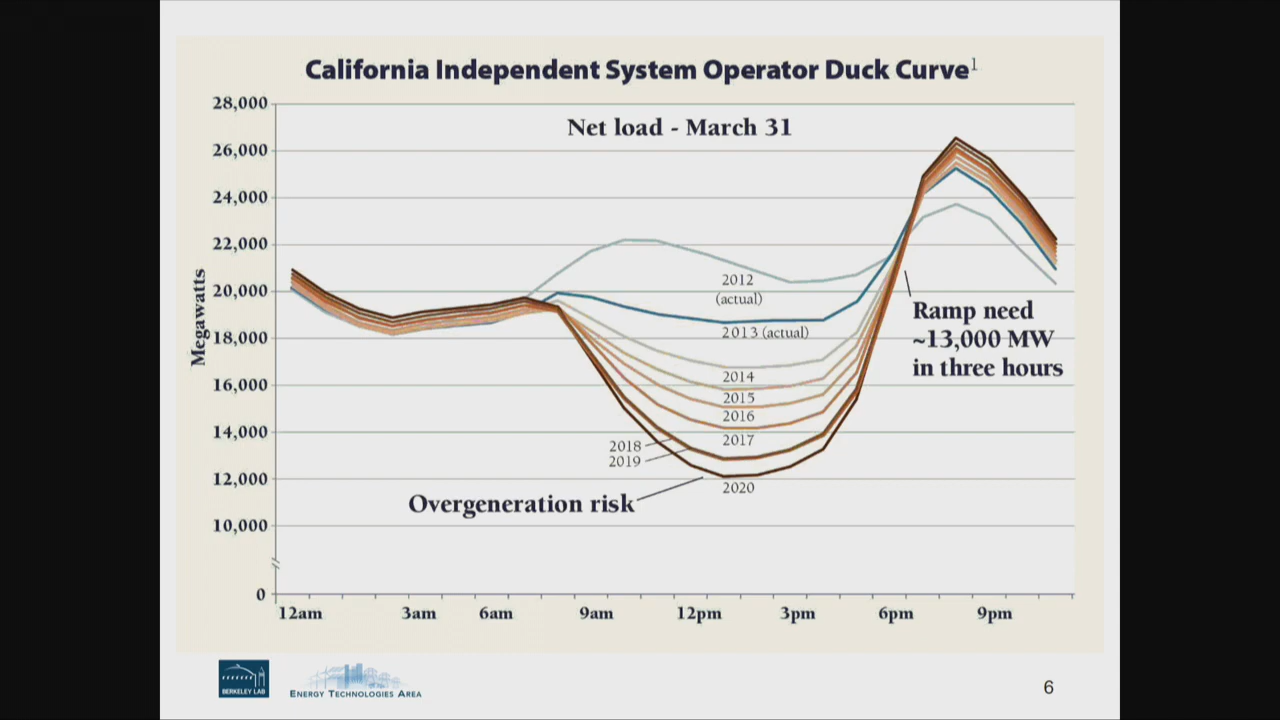 California Independent System Operator Duck Curve1
Net load - March 31
Megawatts
28,000
26,000
24,000
22,000
20,000
18,000
16,000
14,000
12,000
10,000
0
2012
(actual)
2013 (actual)
2014
2015
2016
2017
2018
2019
2020
Ramp need
~13,000 MW
in three hours
Overgeneration risk
12am 3am 6am 9am 12pm 3pm 6pm 9pm
BERKELEY LAB
ENERGY TECHNOLOGIES AREA
6